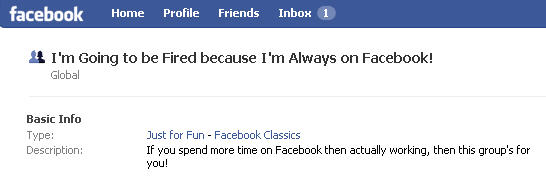 facebook Home Profile Friends Inbox 1
I'm Going to be Fired because I'm Always on Facebook!
Global
Basic Info
Type: Just for Fun - Facebook Classics
Description: If you spend more time on Facebook then actually working, then this group's for
you!